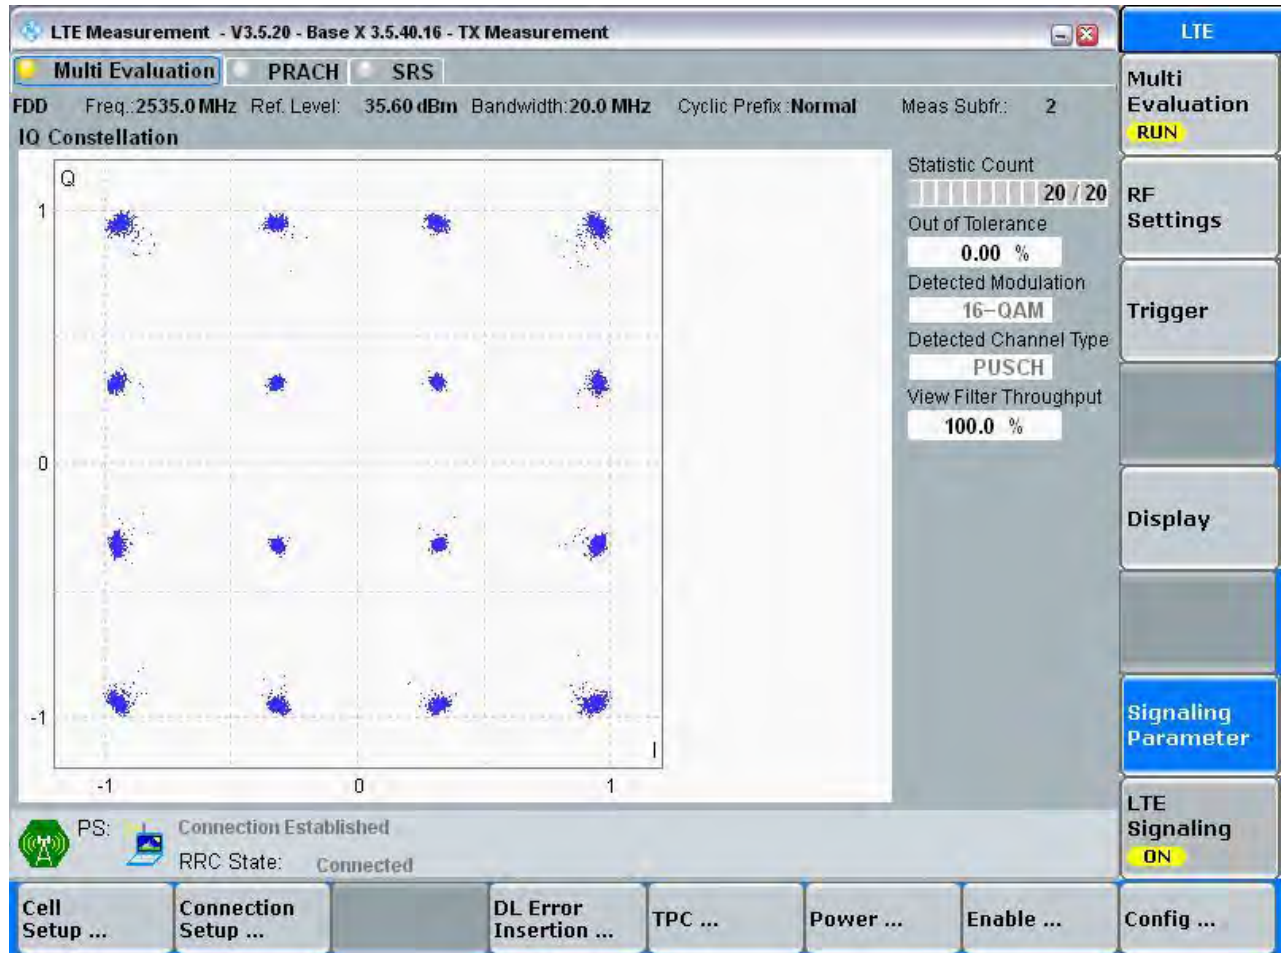 LTE Measurement - V3.5.20 - Base X 3.5.40.16 - TX Measurement
LTE
Multi Evaluation PRACH SRS
FDD Freq.:2535.0 MHz Ref. Level: 35.60 dBm Bandwidth:20.0 MHz Cyclic Prefix :Normal Meas Subfr.: 2
IQ Constellation
Q
1
0
-1
-1 0 1
I
Statistic Count
20 / 20
Out of Tolerance
0.00 %
Detected Modulation
16-QAM
Detected Channel Type
PUSCH
View Filter Throughput
100.0 %
Multi
Evaluation
RUN
RF
Settings
Trigger
Display
Signaling
Parameter
LTE
Signaling
ON
PS: Connection Established
RRC State: Connected
Cell
Setup ...
Connection
Setup ...
DL Error
Insertion ...
TPC ...
Power ...
Enable ...
Config ...